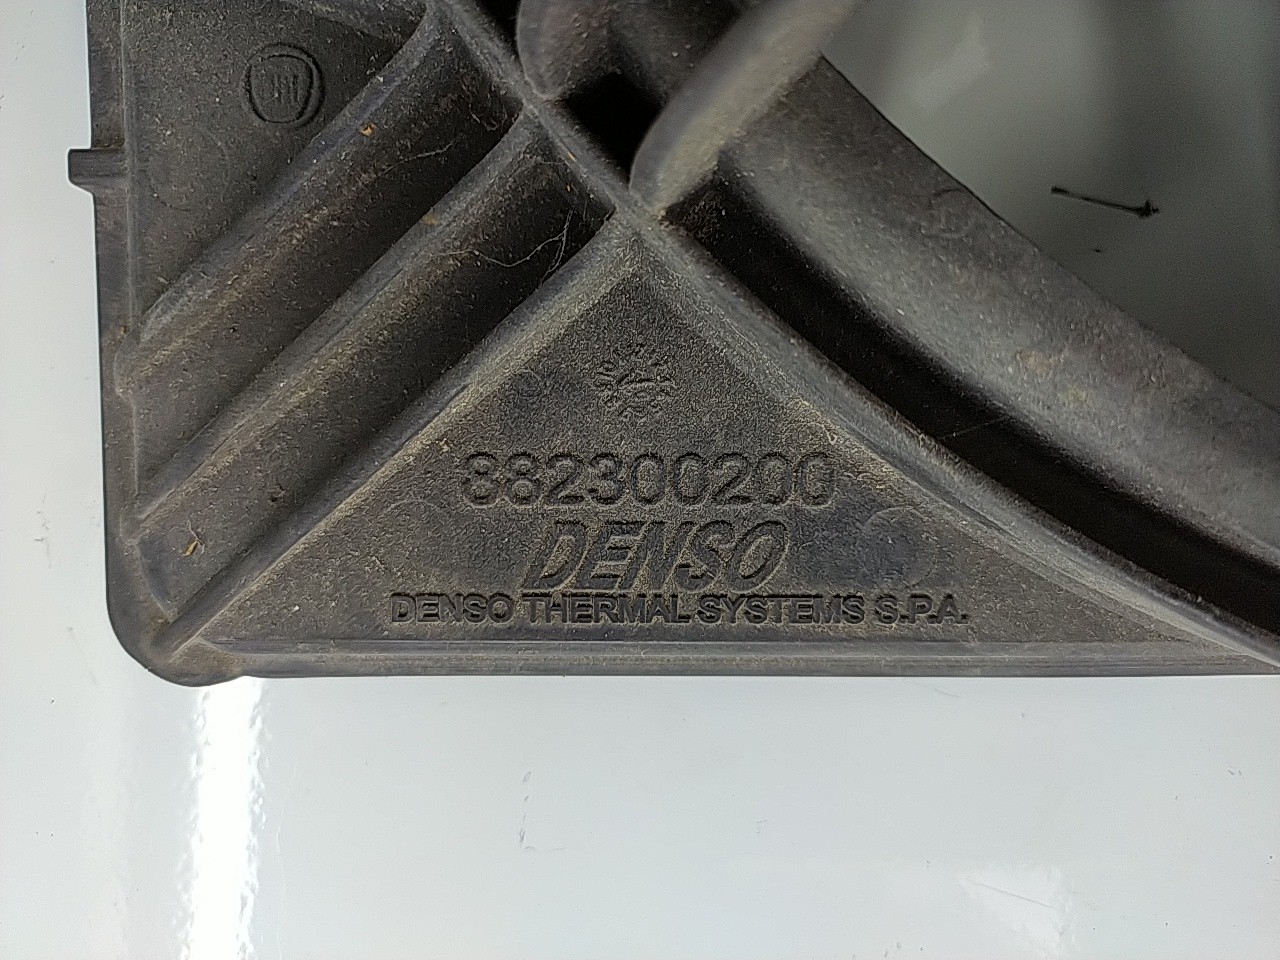 882300200
DENSO
DENSO THERMAL SYSTEMS S.P.A.